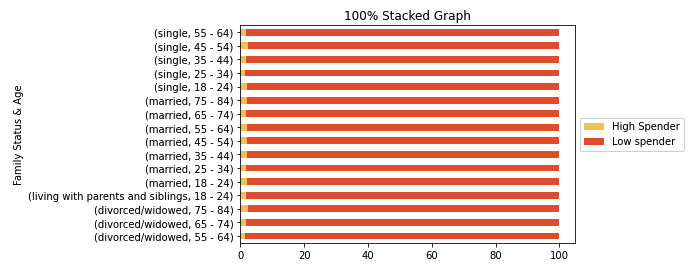 100% Stacked Graph
Family Status & Age
(single, 55 - 64)
(single, 45 - 54)
(single, 35 - 44)
(single, 25 - 34)
(single, 18 - 24)
(married, 75 - 84)
(married, 65 - 74)
(married, 55 - 64)
(married, 45 - 54)
(married, 35 - 44)
(married, 25 - 34)
(married, 18 - 24)
(living with parents and siblings, 18 - 24)
(divorced/widowed, 75 - 84)
(divorced/widowed, 65 - 74)
(divorced/widowed, 55 - 64)
0 20 40 60 80 100
High Spender
Low spender